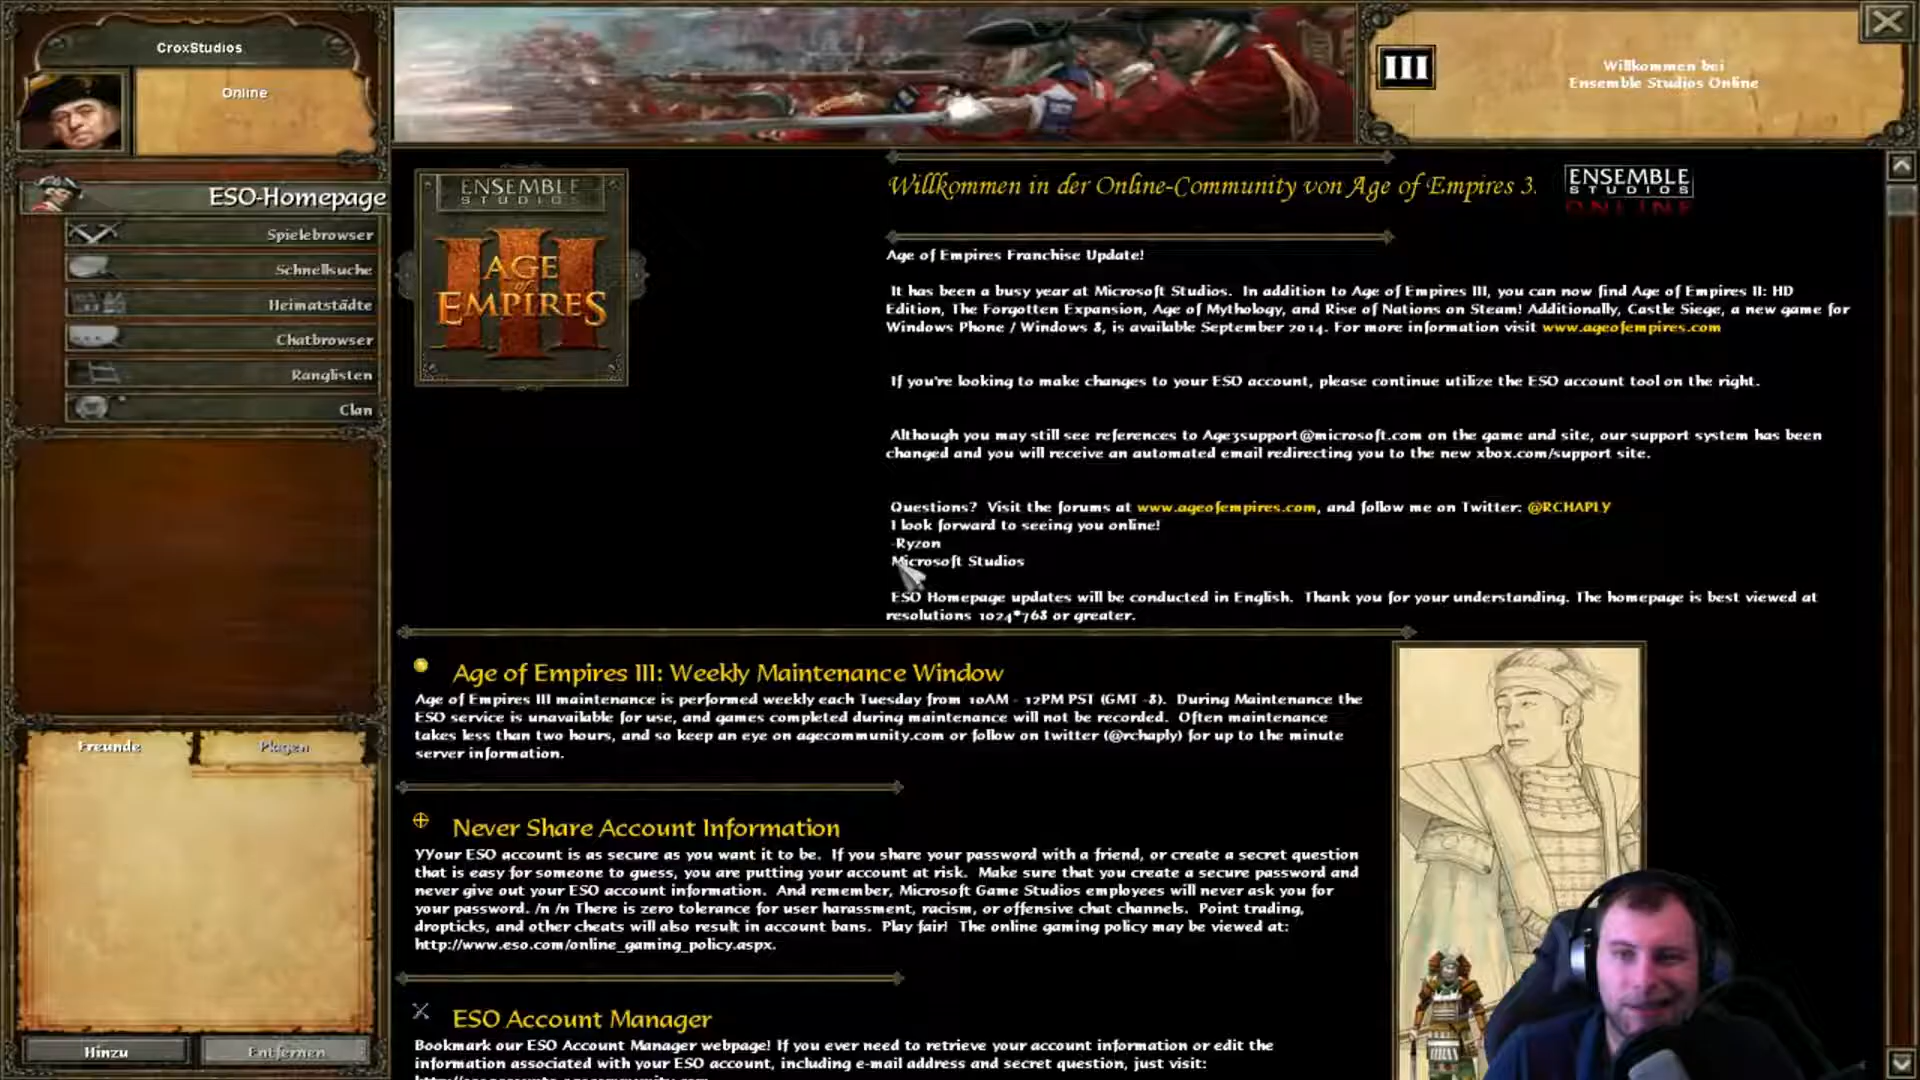 CroxStudios
Online
ESO-Homepage
Spielebrowser
Schnellsuche
Heimatstädte
Chatbrowser
Ranglisten
Clan
Freunde
Plagen
Hinzu
Entfernen
III
Willkommen bei
Ensemble Studios Online
ENSEMBLE
STUDIOS
AGE
of
EMPIRES
Willkommen in der Online-Community von Age of Empires 3.
ENSEMBLE
STUDIOS
ONLINE
Age of Empires Franchise Update!
It has been a busy year at Microsoft Studios. In addition to Age of Empires III, you can now find Age of Empires II: HD
Edition, The Forgotten Expansion, Age of Mythology, and Rise of Nations on Steam! Additionally, Castle Siege, a new game for
Windows Phone / Windows 8, is available September 2014. For more information visit www.ageofempires.com
If you're looking to make changes to your ESO account, please continue utilize the ESO account tool on the right.
Although you may still see references to Age3support@microsoft.com on the game and site, our support system has been
changed and you will receive an automated email redirecting you to the new xbox.com/support site.
Questions? Visit the forums at www.ageofempires.com, and follow me on Twitter: @RCHAPLY
I look forward to seeing you online!
-Ryzon
Microsoft Studios
ESO Homepage updates will be conducted in English. Thank you for your understanding. The homepage is best viewed at
resolutions 1024*768 or greater.
Age of Empires III: Weekly Maintenance Window
Age of Empires III maintenance is performed weekly each Tuesday from 10AM - 12PM PST (GMT -8). During Maintenance the
ESO service is unavailable for use, and games completed during maintenance will not be recorded. Often maintenance
takes less than two hours, and so keep an eye on agecommunity.com or follow on twitter (@rchaply) for up to the minute
server information.
Never Share Account Information
YYour ESO account is as secure as you want it to be. If you share your password with a friend, or create a secret question
that is easy for someone to guess, you are putting your account at risk. Make sure that you create a secure password and
never give out your ESO account information. And remember, Microsoft Game Studios employees will never ask you for
your password. /n /n There is zero tolerance for user harassment, racism, or offensive chat channels. Point trading,
dropticks, and other cheats will also result in account bans. Play fair! The online gaming policy may be viewed at:
http://www.eso.com/online_gaming_policy.aspx.
ESO Account Manager
Bookmark our ESO Account Manager webpage! If you ever need to retrieve your account information or edit the
information associated with your ESO account, including e-mail address and secret question, just visit: